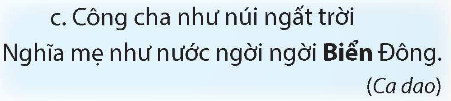 c. Công cha như núi ngất trời
Nghĩa mẹ như nước ngời ngời Biển Đông.
(Ca dao)